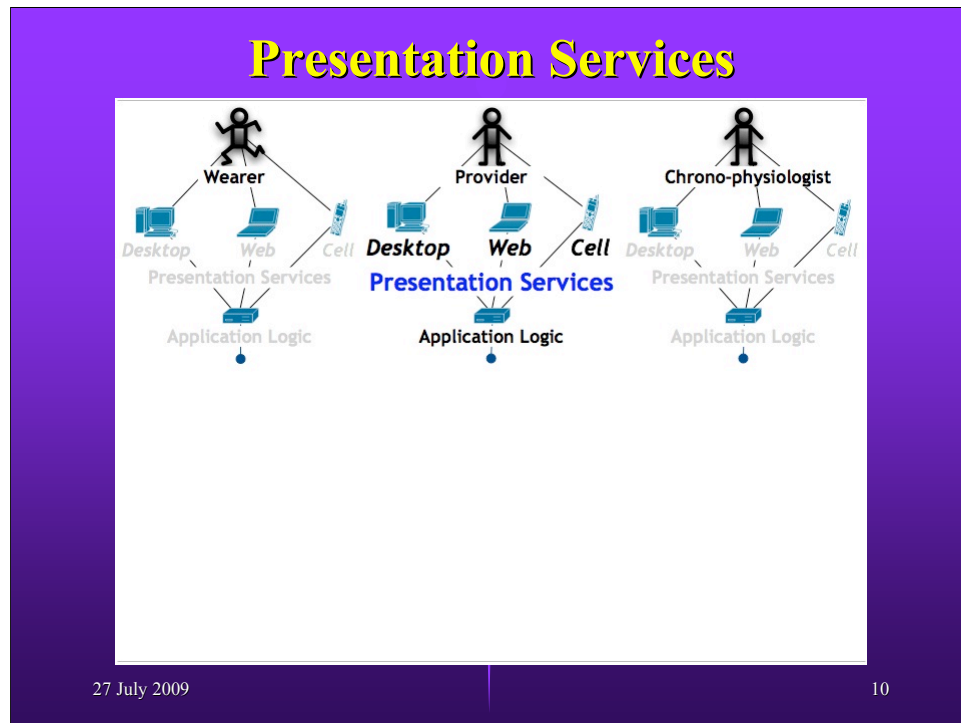 Presentation Services
Wearer Provider Chrono-physiologist
Desktop Web Cell Desktop Web Cell Desktop Web Cell
Presentation Services Presentation Services Presentation Services
Application Logic Application Logic Application Logic
27 July 2009 10